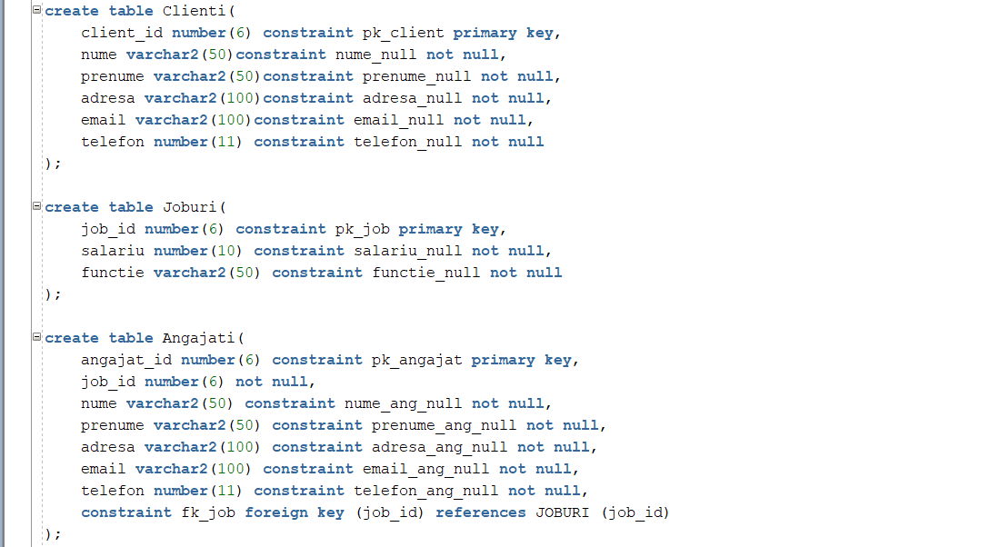 create table Clienti(
client_id number(6) constraint pk_client primary key,
nume varchar2(50)constraint nume_null not null,
prenume varchar2(50)constraint prenume_null not null,
adresa varchar2(100)constraint adresa_null not null,
email varchar2(100)constraint email_null not null,
telefon number(11) constraint telefon_null not null
);
create table Joburi(
job_id number(6) constraint pk_job primary key,
salariu number(10) constraint salariu_null not null,
functie varchar2(50) constraint functie_null not null
);
create table Angajati(
angajat_id number(6) constraint pk_angajat primary key,
job_id number(6) not null,
nume varchar2(50) constraint nume_ang_null not null,
prenume varchar2(50) constraint prenume_ang_null not null,
adresa varchar2(100) constraint adresa_ang_null not null,
email varchar2(100) constraint email_ang_null not null,
telefon number(11) constraint telefon_ang_null not null,
constraint fk_job foreign key (job_id) references JOBURI (job_id)
);